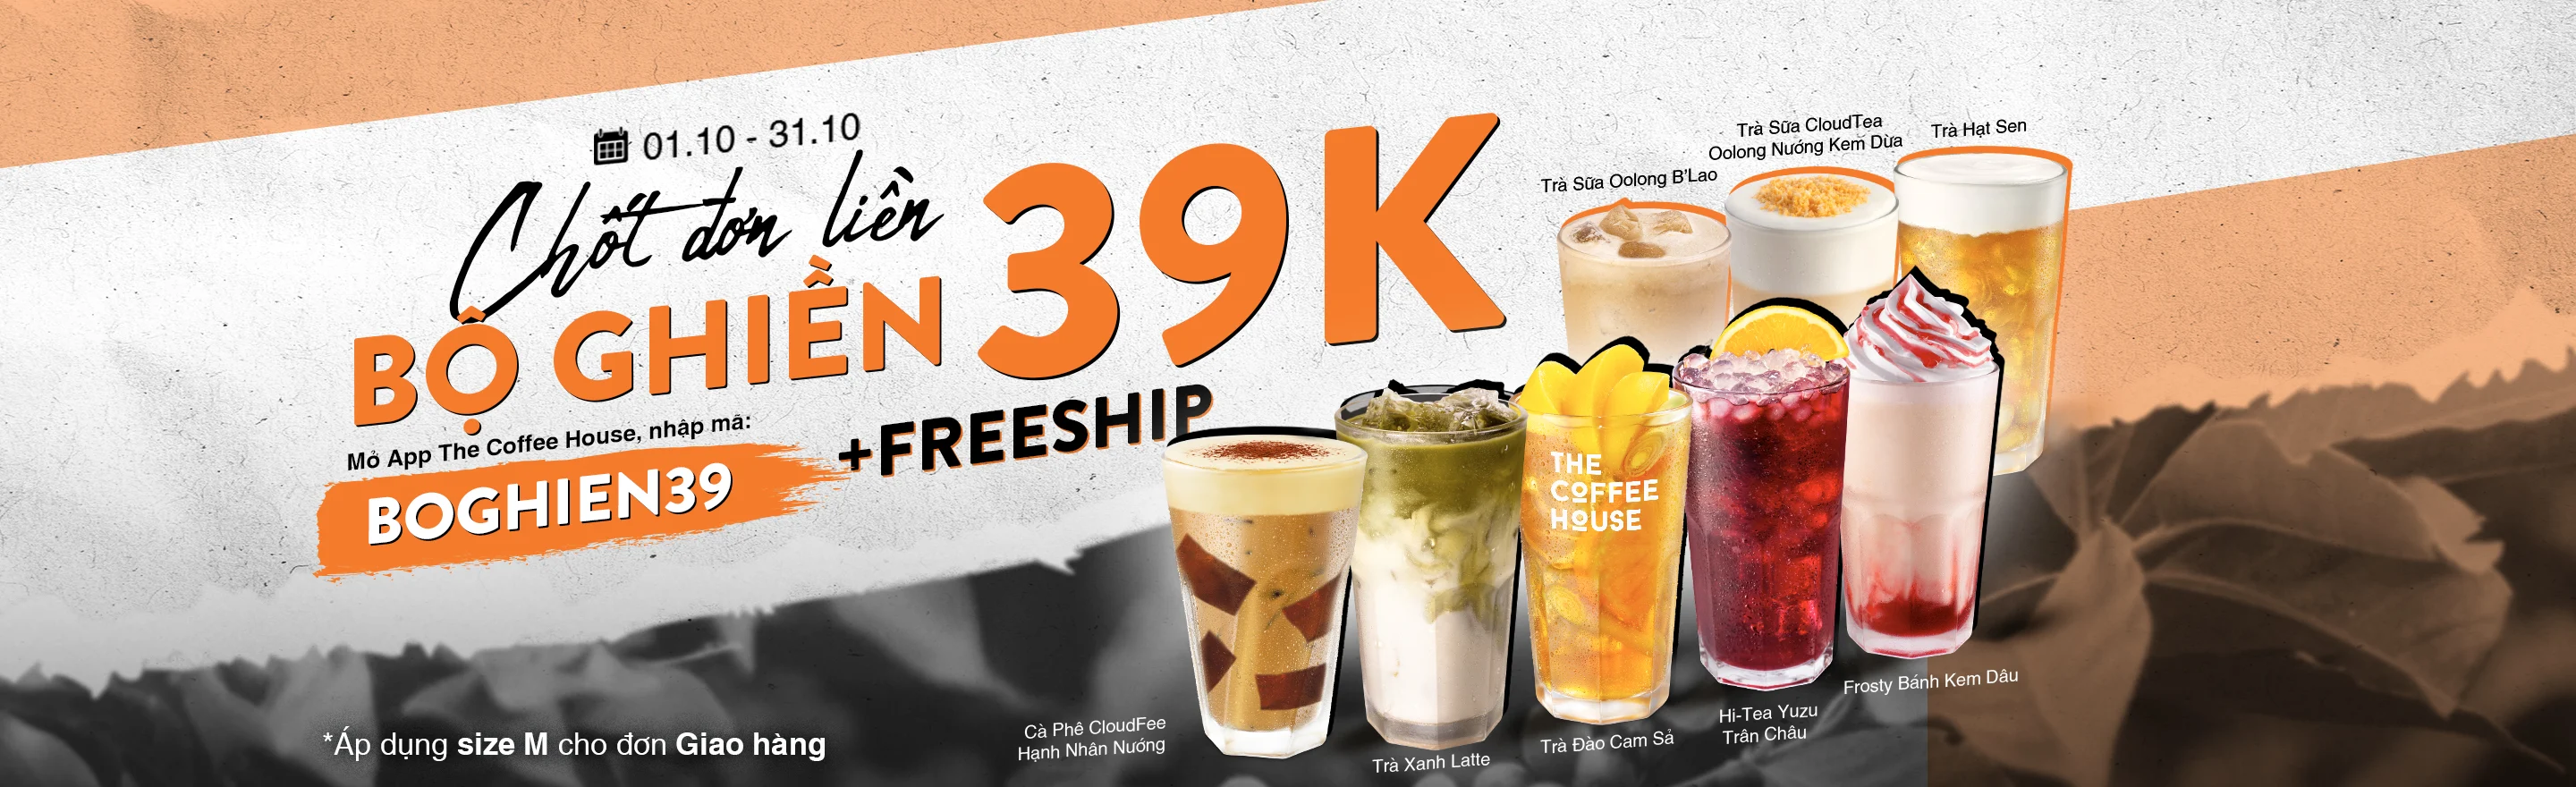 01.10 - 31.10
Chốt đơn liền
BỘ GHIỀN 39K
Mở App The Coffee House, nhập mã:
BOGHIEN39
+FREESHIP
*Áp dụng size M cho đơn Giao hàng
Trà Sữa Oolong B'Lao
Trà Sữa CloudTea
Oolong Nướng Kem Dừa
Trà Hạt Sen
THE
COFFEE
HOUSE
Cà Phê CloudFee
Hạnh Nhân Nướng
Trà Xanh Latte
Trà Đào Cam Sả
Hi-Tea Yuzu
Trân Châu
Frosty Bánh Kem Dâu